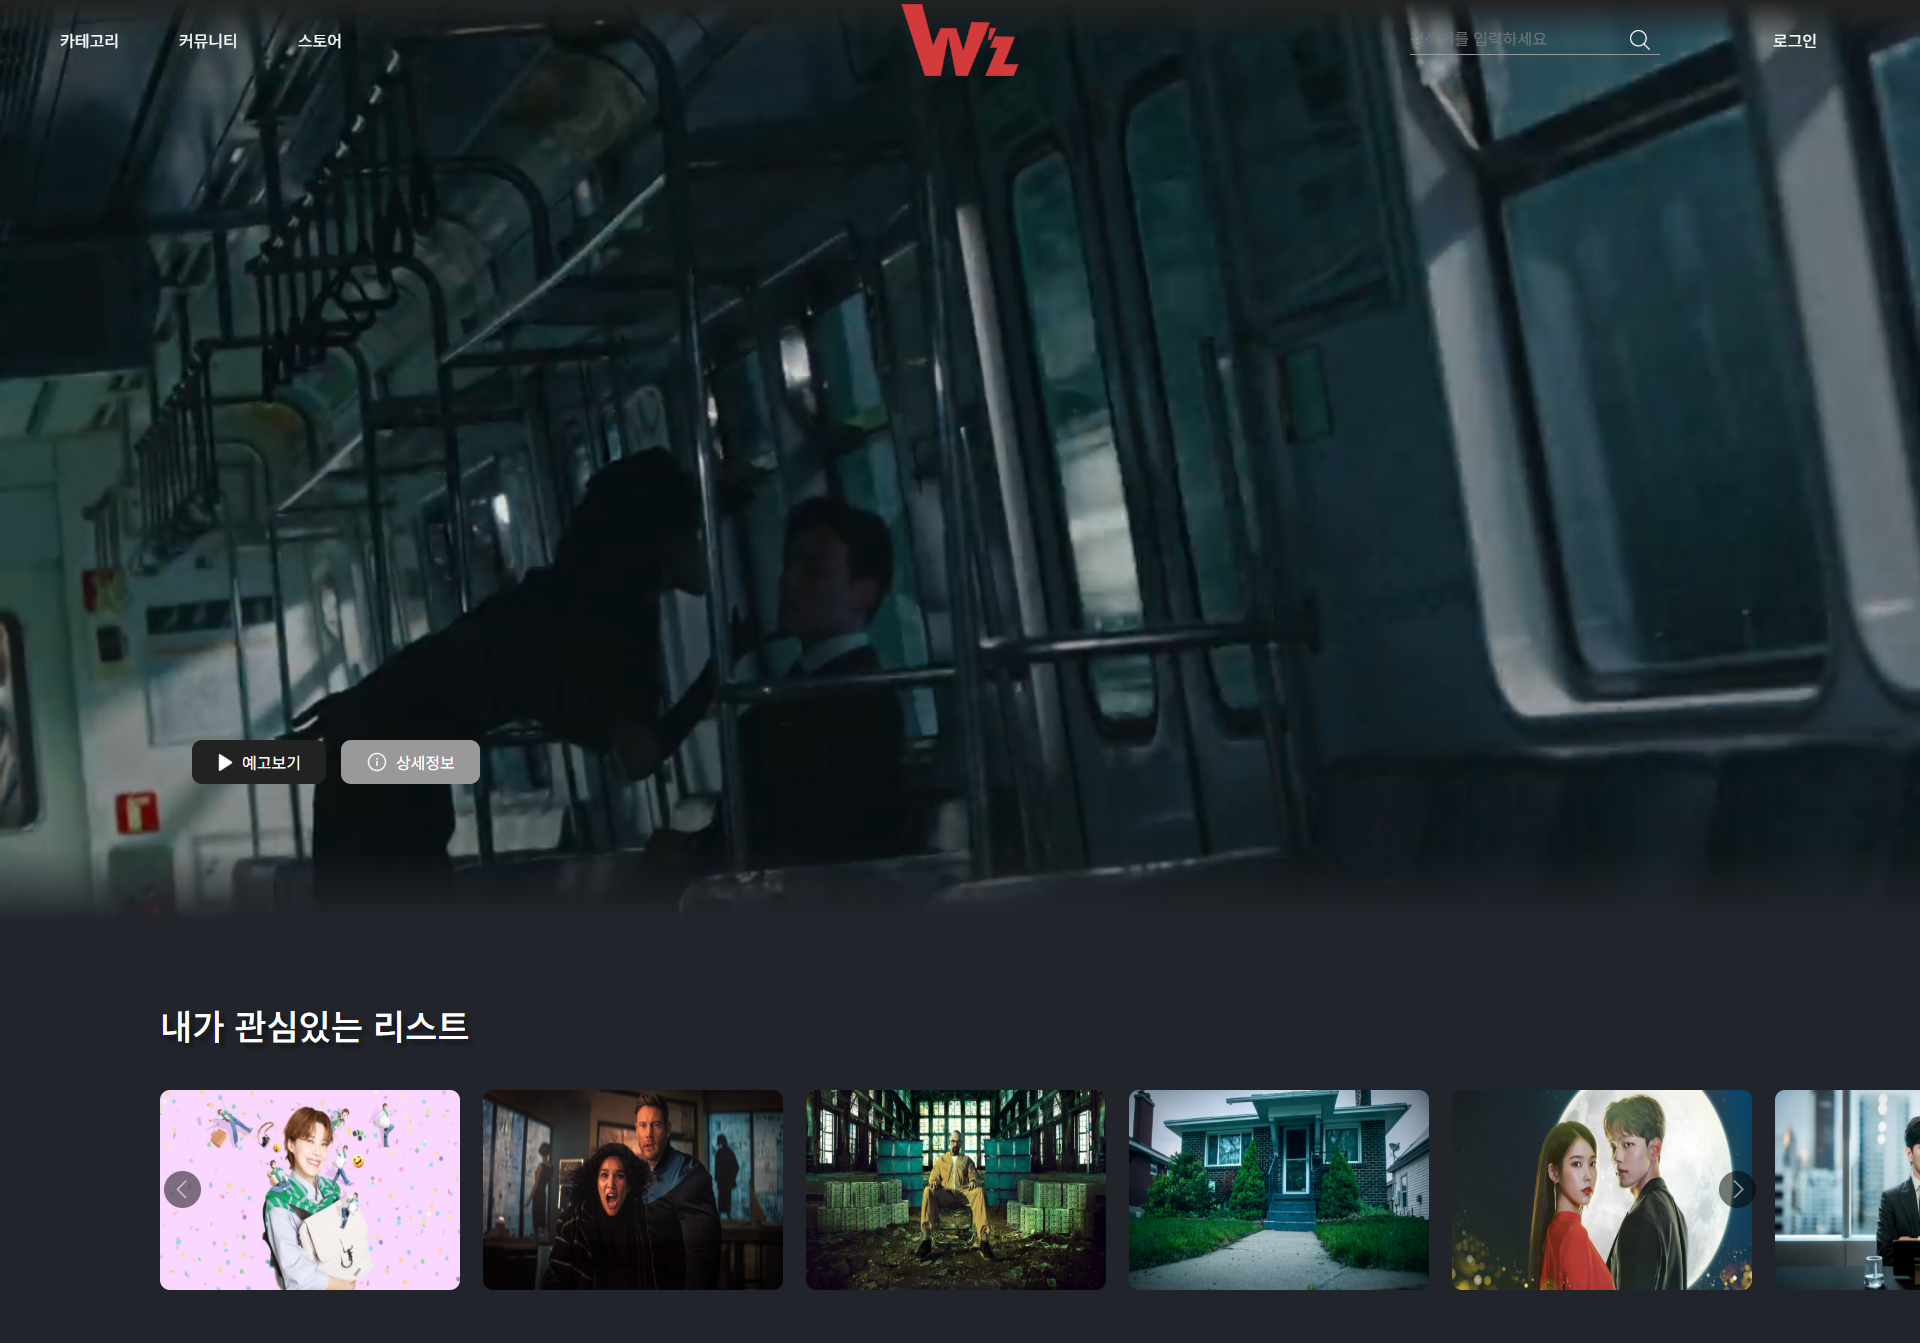 카테고리
커뮤니티
스토어
W'z
검색어를 입력하세요
로그인
예고보기
상세정보
내가 관심있는 리스트